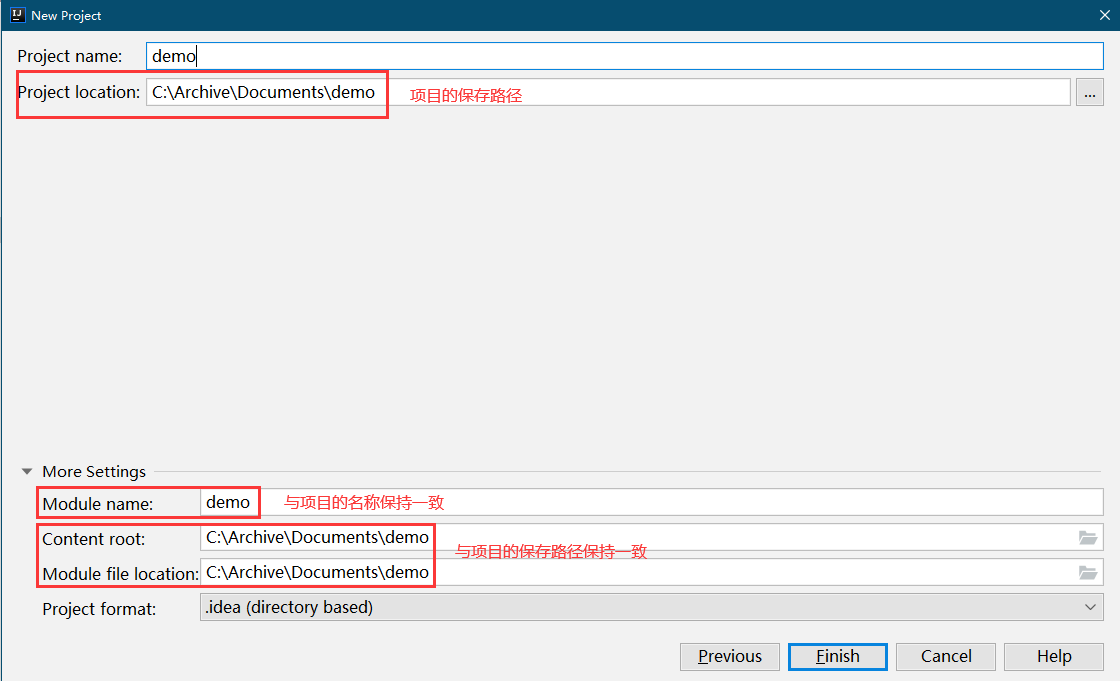 New Project
Project name: demo
Project location: C:\Archive\Documents\demo 项目的保存路径 ...
More Settings
Module name: demo 与项目的名称保持一致
Content root: C:\Archive\Documents\demo
与项目的保存路径保持一致
Module file location: C:\Archive\Documents\demo
Project format: .idea (directory based)
Previous Finish Cancel Help